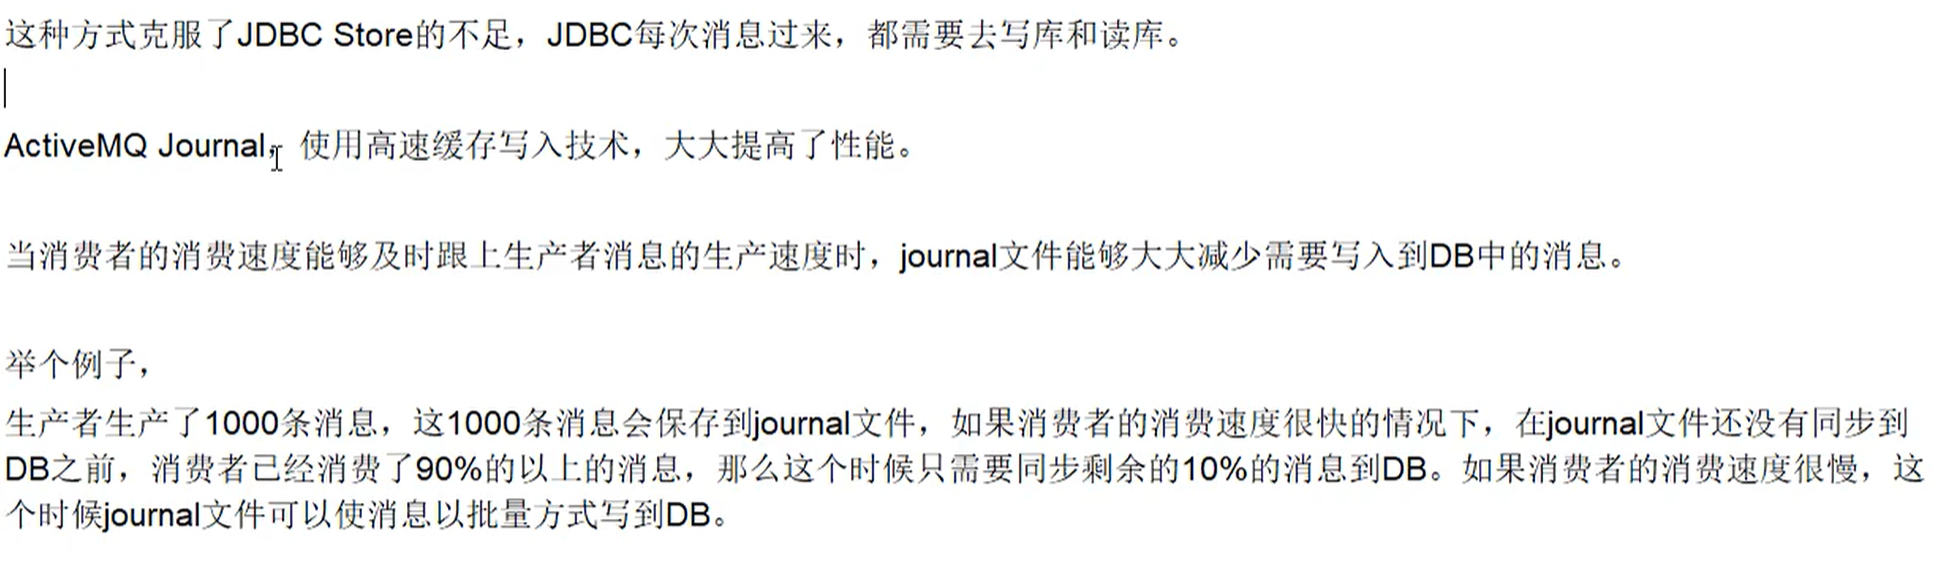 这种方式克服了JDBC Store的不足，JDBC每次消息过来，都需要去写库和读库。
ActiveMQ Journal，使用高速缓存写入技术，大大提高了性能。
当消费者的消费速度能够及时跟上生产者消息的生产速度时，journal文件能够大大减少需要写入到DB中的消息。
举个例子，
生产者生产了1000条消息，这1000条消息会保存到journal文件，如果消费者的消费速度很快的情况下，在journal文件还没有同步到
DB之前，消费者已经消费了90%的以上的消息，那么这个时候只需要同步剩余的10%的消息到DB。如果消费者的消费速度很慢，这
个时候journal文件可以使消息以批量方式写到DB。